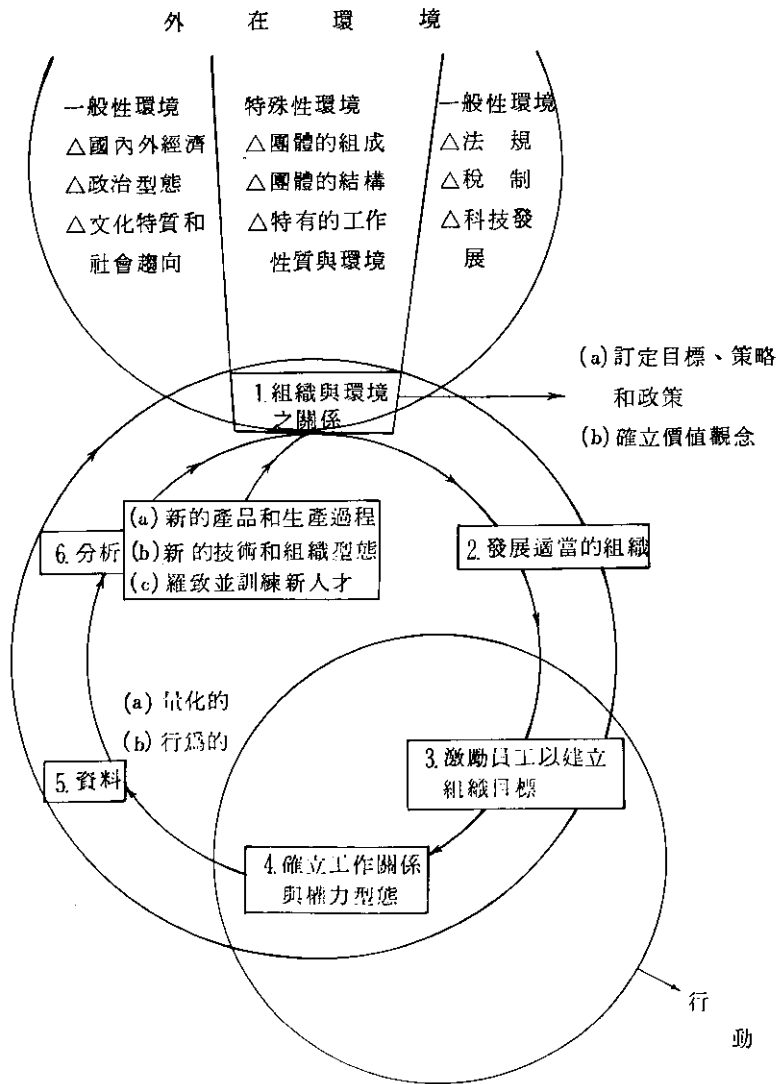 外在環境
一般性環境
△國內外經濟
△政治型態
△文化特質和
社會趨向
特殊性環境
△團體的組成
△團體的結構
△特有的工作
性質與環境
一般性環境
△法規
△稅制
△科技發
展
1.組織與環境
之關係
(a)訂定目標、策略
和政策
(b)確立價值觀念
2.發展適當的組織
3.激勵員工以建立
組織目標
4.確立工作關係
與權力型態
5.資料
(a)量化的
(b)行爲的
6.分析
(a)新的產品和生產過程
(b)新的技術和組織型態
(c)羅致並訓練新人才
行
動